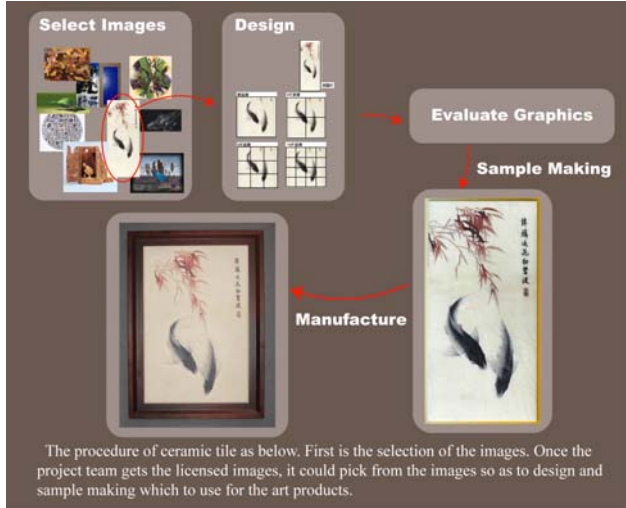 Select Images
Design
Evaluate Graphics
Sample Making
Manufacture
The procedure of ceramic tile as below. First is the selection of the images. Once the
project team gets the licensed images, it could pick from the images so as to design and
sample making which to use for the art products.